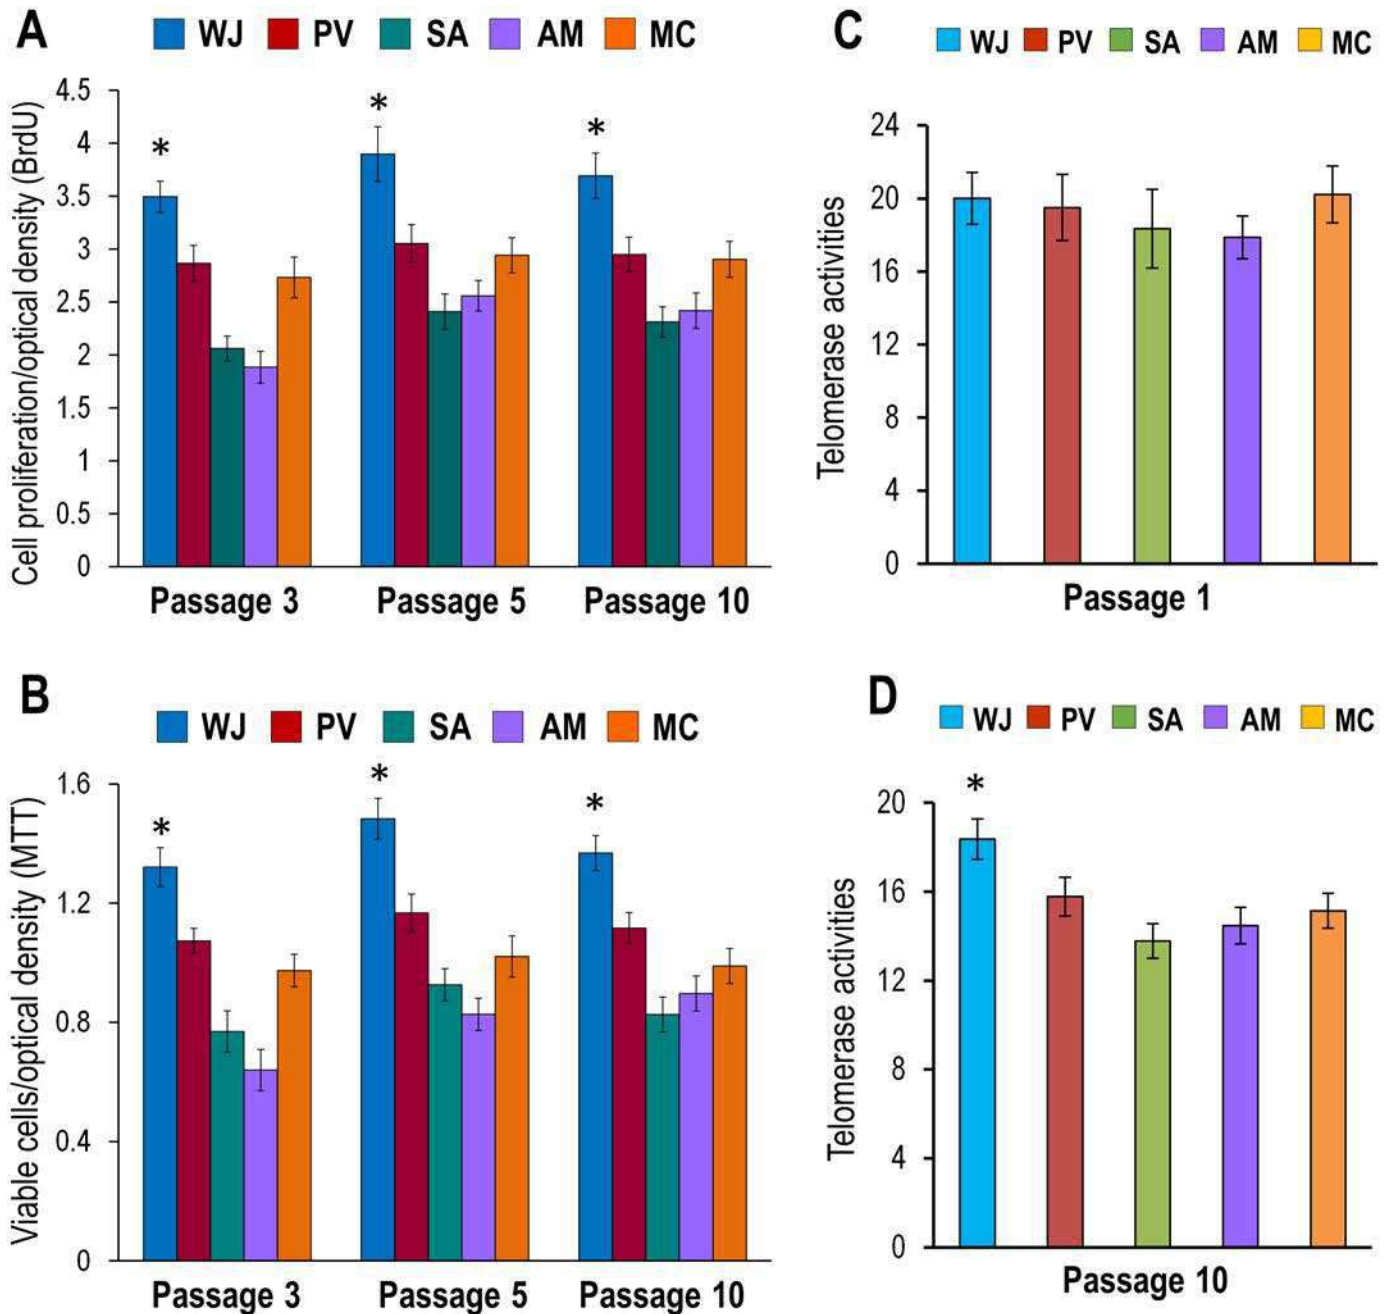 A
WJ PV SA AM MC
Cell proliferation/optical density (BrdU)
4.5
4
3.5
3
2.5
2
1.5
1
0.5
0
* * *
Passage 3 Passage 5 Passage 10
B
WJ PV SA AM MC
Viable cells/optical density (MTT)
1.6
1.2
0.8
0.4
0
* * *
Passage 3 Passage 5 Passage 10
C
WJ PV SA AM MC
Telomerase activities
24
20
16
12
8
4
0
Passage 1
D
WJ PV SA AM MC
Telomerase activities
20
16
12
8
4
0
*
Passage 10